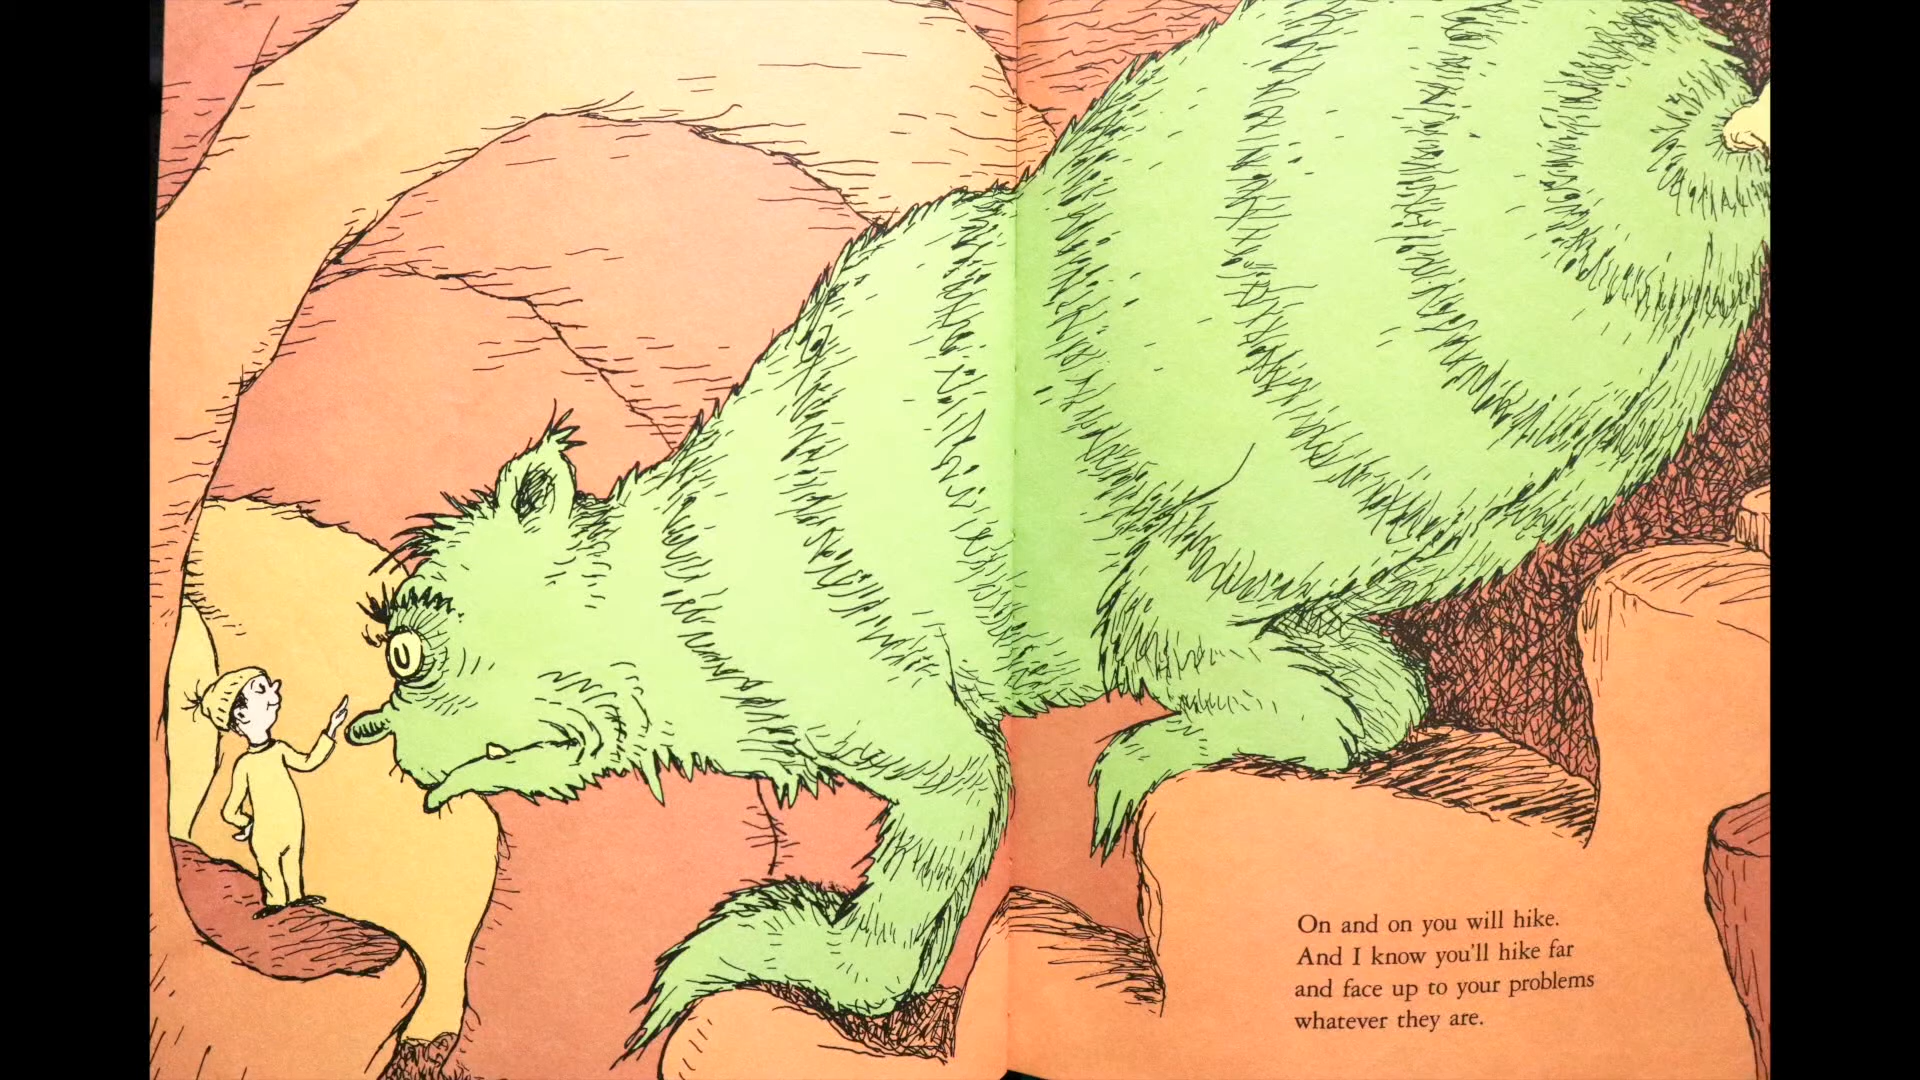 On and on you will hike.
And I know you'll hike far
and face up to your problems
whatever they are.